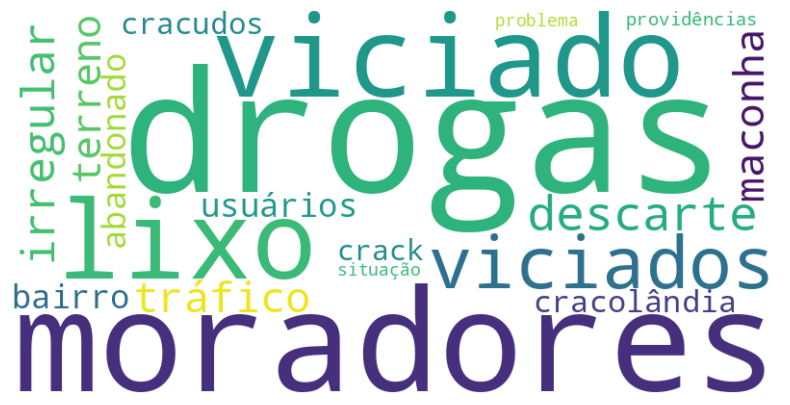 cracudos
problema
providências
viciado
irregular
terreno
abandonado
drogas
maconha
lixo
usuários
descarte
crack
viciados
situação
bairro
tráfico
cracolândia
moradores